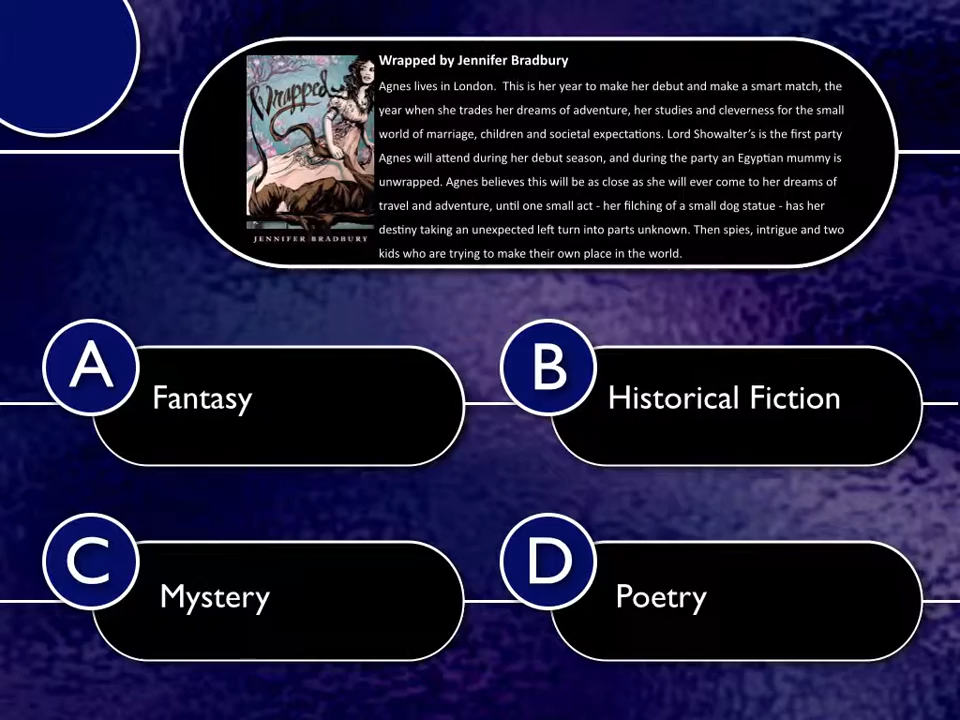 Wrapped
JENNIFER BRADBURY
Wrapped by Jennifer Bradbury
Agnes lives in London.  This is her year to make her debut and make a smart match, the
year when she trades her dreams of adventure, her studies and cleverness for the small
world of marriage, children and societal expectations. Lord Showalter’s is the first party
Agnes will attend during her debut season, and during the party an Egyptian mummy is
unwrapped. Agnes believes this will be as close as she will ever come to her dreams of
travel and adventure, until one small act - her filching of a small dog statue - has her
destiny taking an unexpected left turn into parts unknown. Then spies, intrigue and two
kids who are trying to make their own place in the world.
A
Fantasy
B
Historical Fiction
C
Mystery
D
Poetry